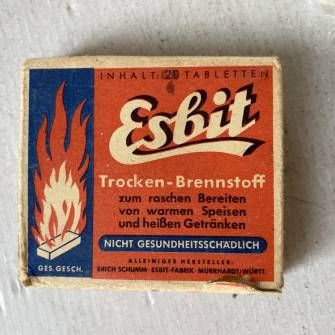 INHALT 20 TABLETTEN
Esbit
Trocken-Brennstoff
zum raschen Bereiten
von warmen Speisen
und heißen Getränken
NICHT GESUNDHEITSSCHÄDLICH
GES. GESCH.
ALLEINIGER HERSTELLER:
ERICH SCHUMM · ESBIT-FABRIK · MURRHARDT/WÜRTT.